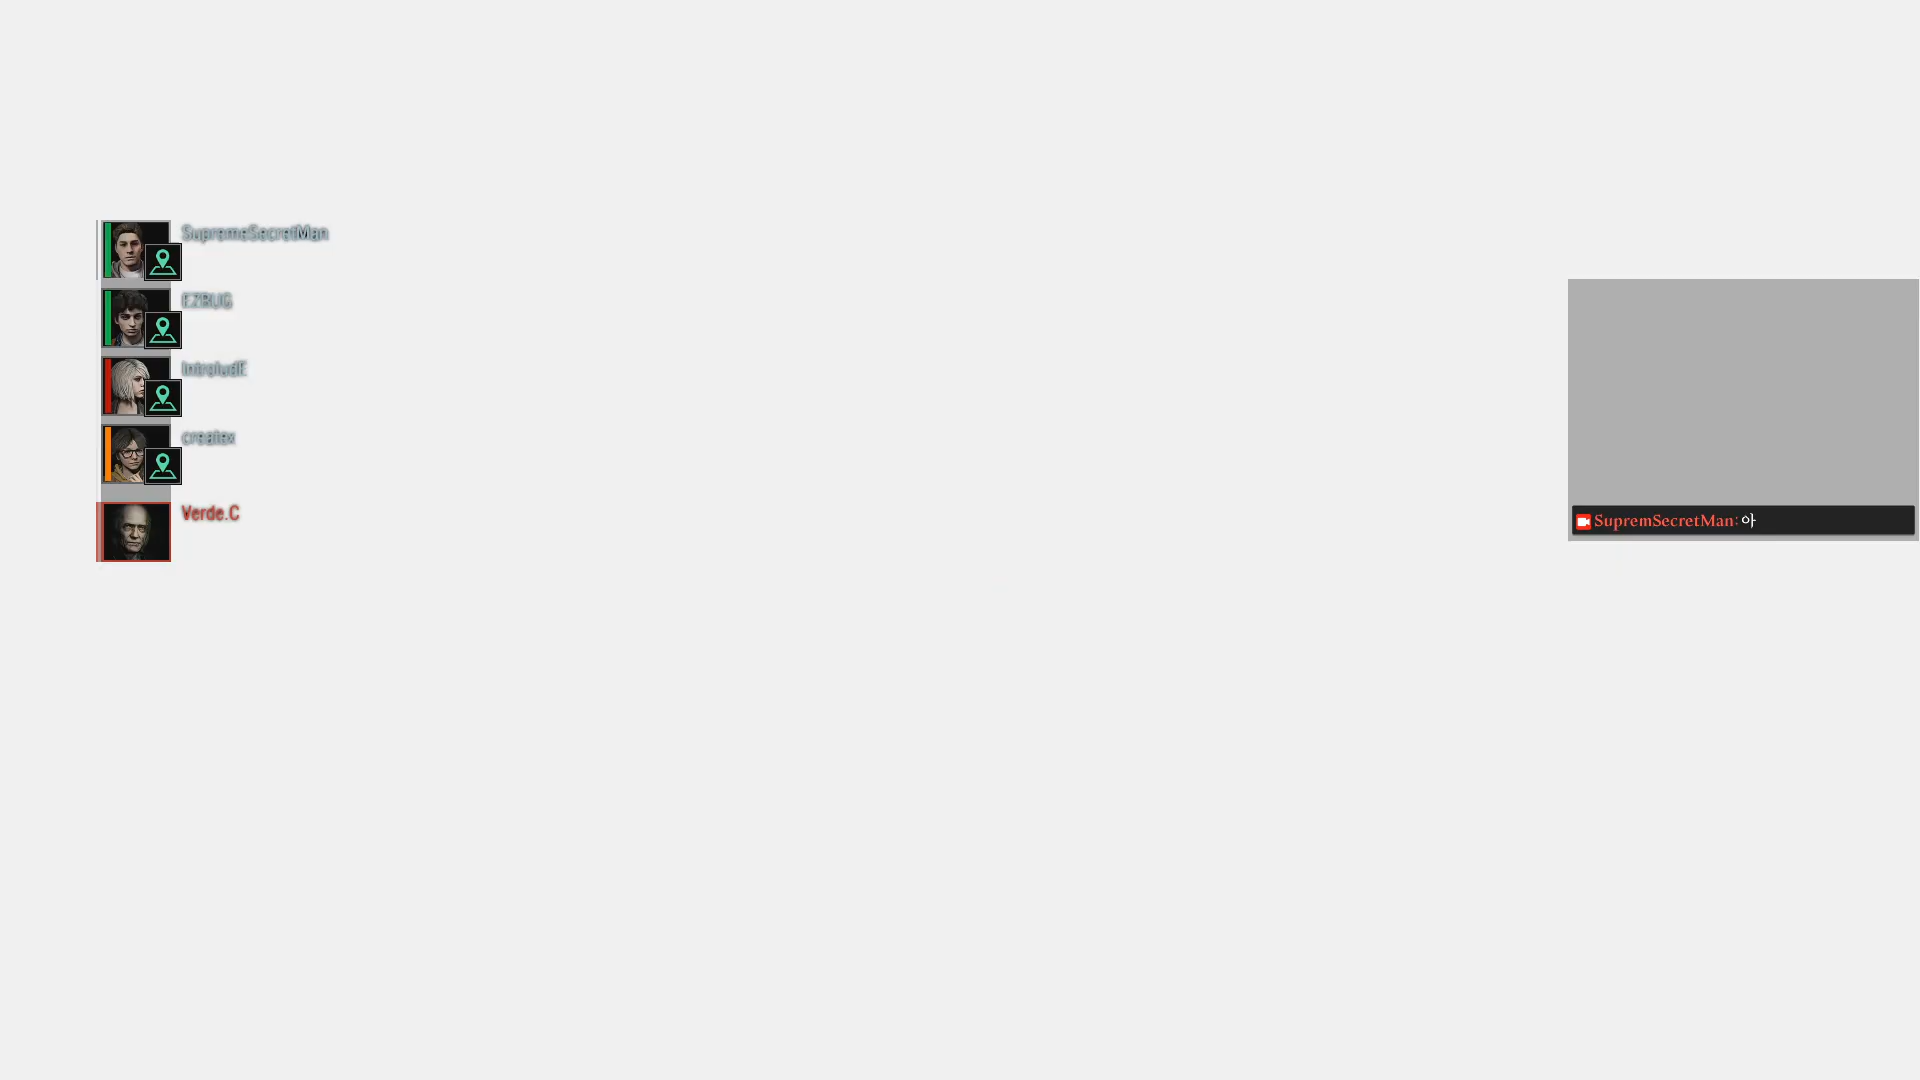 SupremeSecretMan
EZBUG
IntroludE
createx
Verde.C
SupremSecretMan: 아